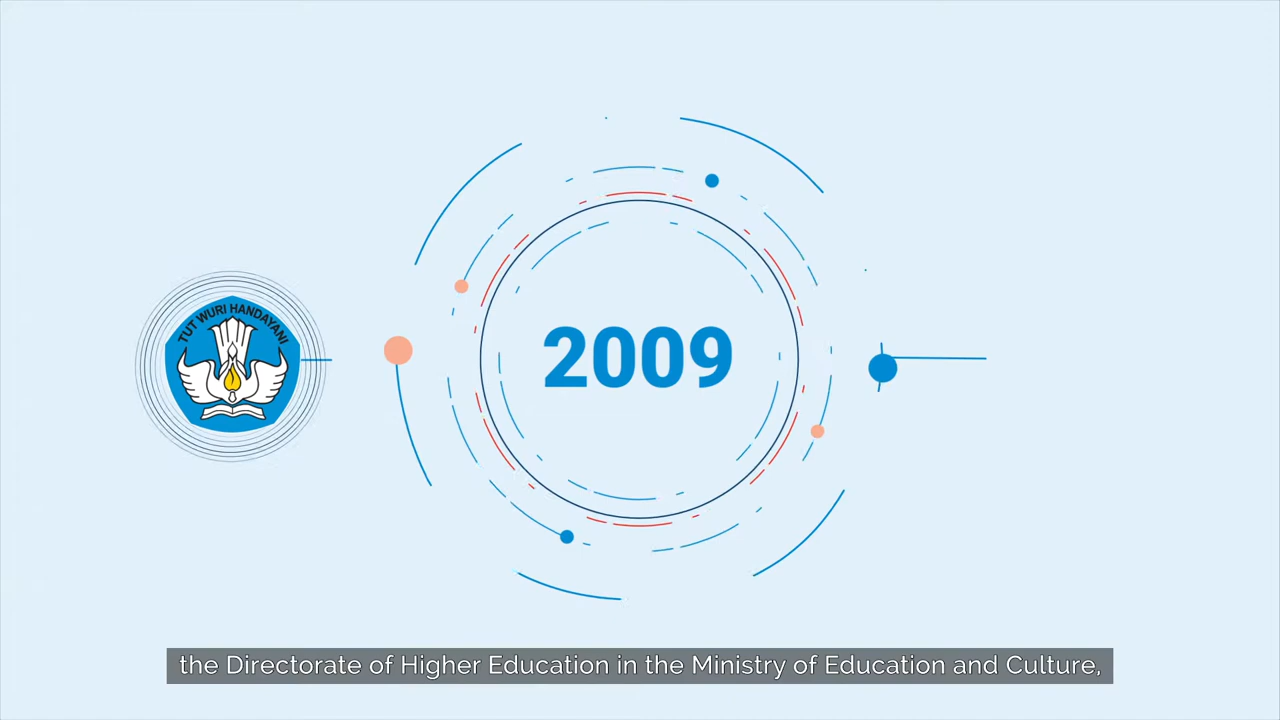 TUT WURI HANDAYANI
2009
the Directorate of Higher Education in the Ministry of Education and Culture,